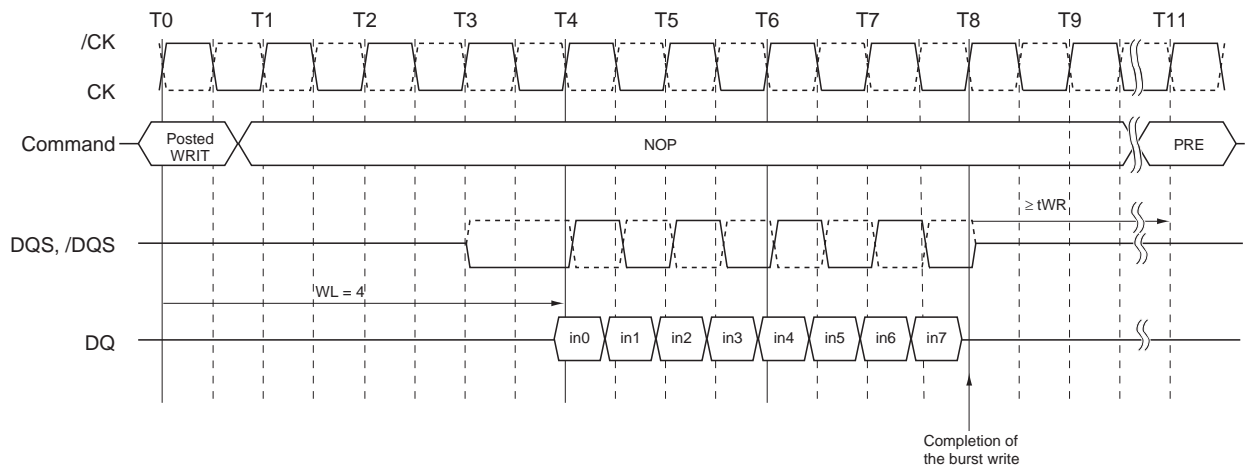 T0 T1 T2 T3 T4 T5 T6 T7 T8 T9 T11
/CK
CK
Command
Posted
WRIT
NOP
PRE
≥ tWR
DQS, /DQS
WL = 4
DQ
in0 in1 in2 in3 in4 in5 in6 in7
Completion of
the burst write